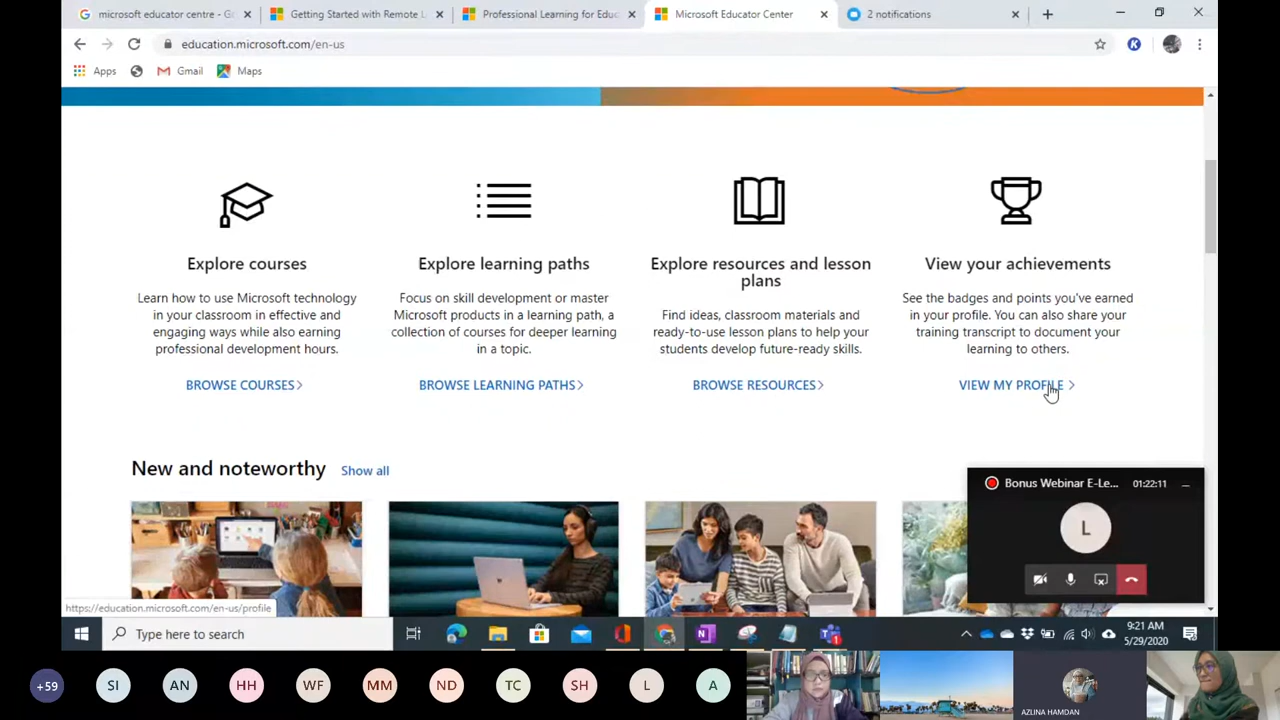 microsoft educator centre - G
Getting Started with Remote L
Professional Learning for Educ
Microsoft Educator Center
2 notifications
education.microsoft.com/en-us
Apps
Gmail
Maps
Explore courses
Learn how to use Microsoft technology
in your classroom in effective and
engaging ways while also earning
professional development hours.
BROWSE COURSES
Explore learning paths
Focus on skill development or master
Microsoft products in a learning path, a
collection of courses for deeper learning
in a topic.
BROWSE LEARNING PATHS
Explore resources and lesson
plans
Find ideas, classroom materials and
ready-to-use lesson plans to help your
students develop future-ready skills.
BROWSE RESOURCES
View your achievements
See the badges and points you've earned
in your profile. You can also share your
training transcript to document your
learning to others.
VIEW MY PROFILE
New and noteworthy Show all
Bonus Webinar E-Le... 01:22:11
L
https://education.microsoft.com/en-us/profile
Type here to search
9:21 AM
5/29/2020
+59 SI AN HH WF MM ND TC SH L A
AZLINA HAMDAN